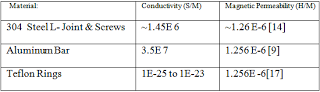 Material: Conductivity (S/M) Magnetic Permeability (H/M)
304 Steel L- Joint & Screws ~1.45E 6 ~1.26 E-6 [14]
Aluminum Bar 3.5E 7 1.256 E-6 [9]
Teflon Rings 1E-25 to 1E-23 1.256E -6[17]